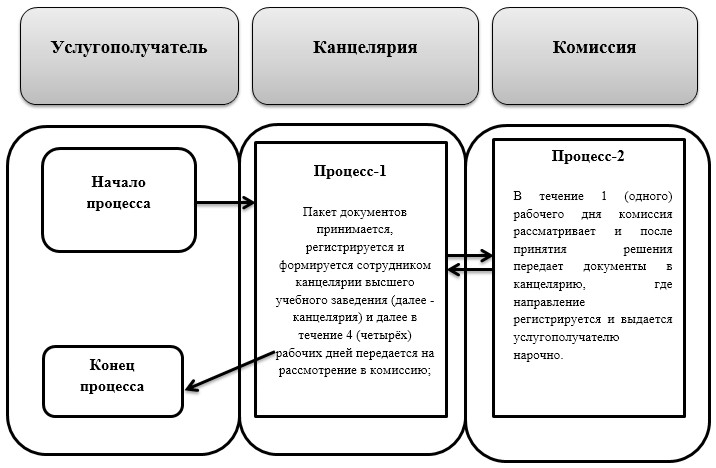 Услугополучатель
Канцелярия
Комиссия
Начало
процесса
Конец
процесса
Процесс-1
Пакет документов
принимается,
регистрируется и
формируется сотрудником
канцелярии высшего
учебного заведения (далее -
канцелярия) и далее в
течение 4 (четырёх)
рабочих дней передается на
рассмотрение в комиссию;
Процесс-2
В течение 1 (одного)
рабочего дня комиссия
рассматривает и после
принятия решения
передает документы в
канцелярию, где
направление
регистрируется и выдается
услугополучателю
нарочно.